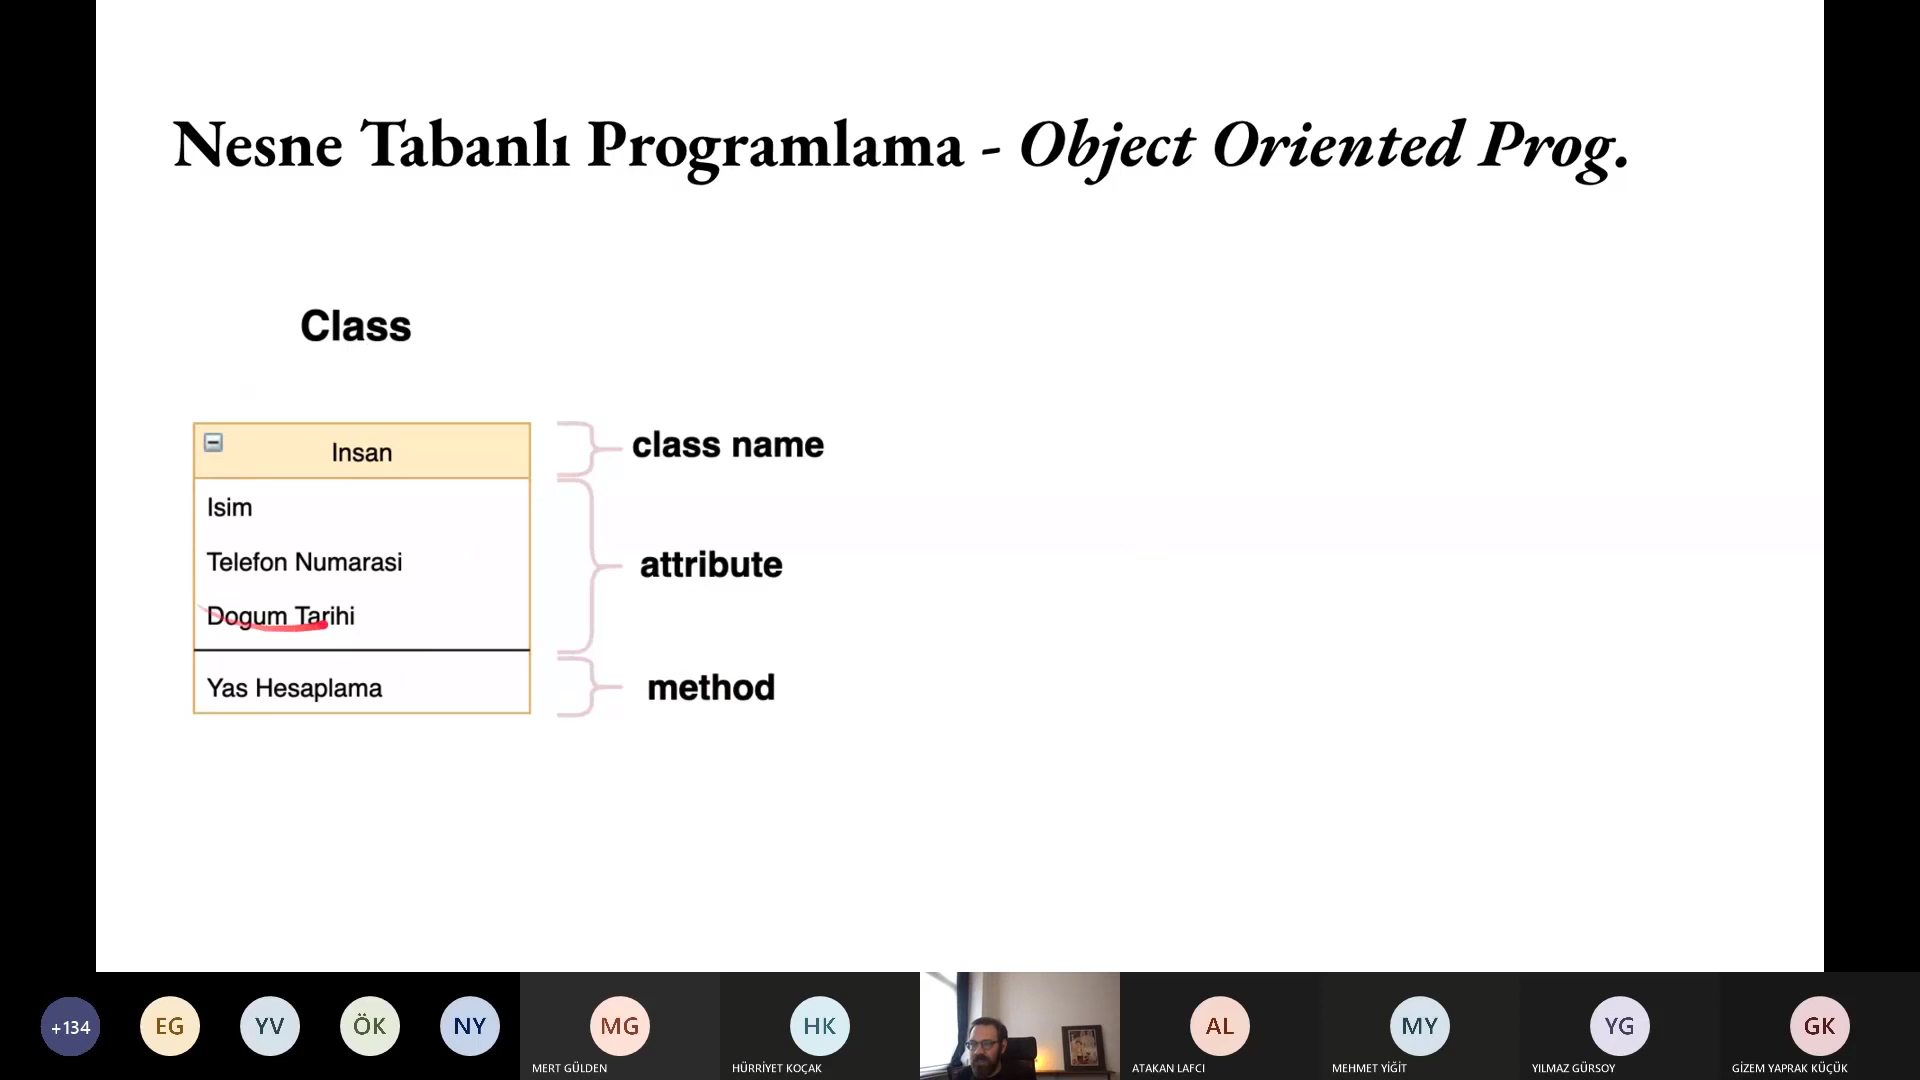 Nesne Tabanlı Programlama - Object Oriented Prog.
Class
Insan
class name
Isim
Telefon Numarasi
attribute
Dogum Tarihi
Yas Hesaplama
method
+134
EG
YV
ÖK
NY
MG
HK
AL
MY
YG
GK
MERT GÜLDEN
HÜRRİYET KOÇAK
ATAKAN LAFCI
MEHMET YİĞİT
YILMAZ GÜRSOY
GİZEM YAPRAK KÜÇÜK